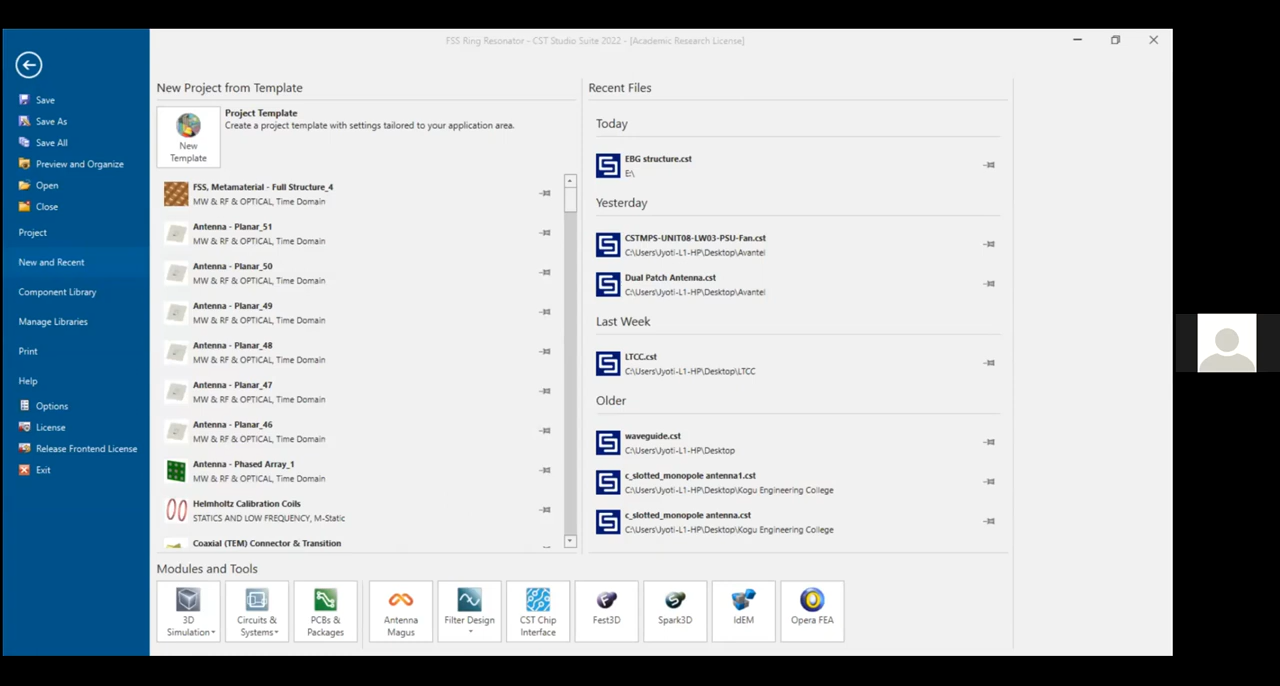 FSS Ring Resonator - CST Studio Suite 2022 - [Academic Research License]
Save
Save As
Save All
Preview and Organize
Open
Close
Project
New and Recent
Component Library
Manage Libraries
Print
Help
Options
License
Release Frontend License
Exit
New Project from Template
New
Template
Project Template
Create a project template with settings tailored to your application area.
FSS, Metamaterial - Full Structure_4
MW & RF & OPTICAL, Time Domain
Antenna - Planar_51
MW & RF & OPTICAL, Time Domain
Antenna - Planar_50
MW & RF & OPTICAL, Time Domain
Antenna - Planar_49
MW & RF & OPTICAL, Time Domain
Antenna - Planar_48
MW & RF & OPTICAL, Time Domain
Antenna - Planar_47
MW & RF & OPTICAL, Time Domain
Antenna - Planar_46
MW & RF & OPTICAL, Time Domain
Antenna - Phased Array_1
MW & RF & OPTICAL, Time Domain
Helmholtz Calibration Coils
STATICS AND LOW FREQUENCY, M-Static
Coaxial (TEM) Connector & Transition
Recent Files
Today
EBG structure.cst
E:\
Yesterday
CSTMPS-UNIT08-LW03-PSU-Fan.cst
C:\Users\Jyoti-L1-HP\Desktop\Avantel
Dual Patch Antenna.cst
C:\Users\Jyoti-L1-HP\Desktop\Avantel
Last Week
LTCC.cst
C:\Users\Jyoti-L1-HP\Desktop\LTCC
Older
waveguide.cst
C:\Users\Jyoti-L1-HP\Desktop
c_slotted_monopole antenna1.cst
C:\Users\Jyoti-L1-HP\Desktop\Kogu Engineering College
c_slotted_monopole antenna.cst
C:\Users\Jyoti-L1-HP\Desktop\Kogu Engineering College
Modules and Tools
3D
Simulation
Circuits &
Systems
PCBs &
Packages
Antenna
Magus
Filter Design
CST Chip
Interface
Fest3D
Spark3D
IdEM
Opera FEA